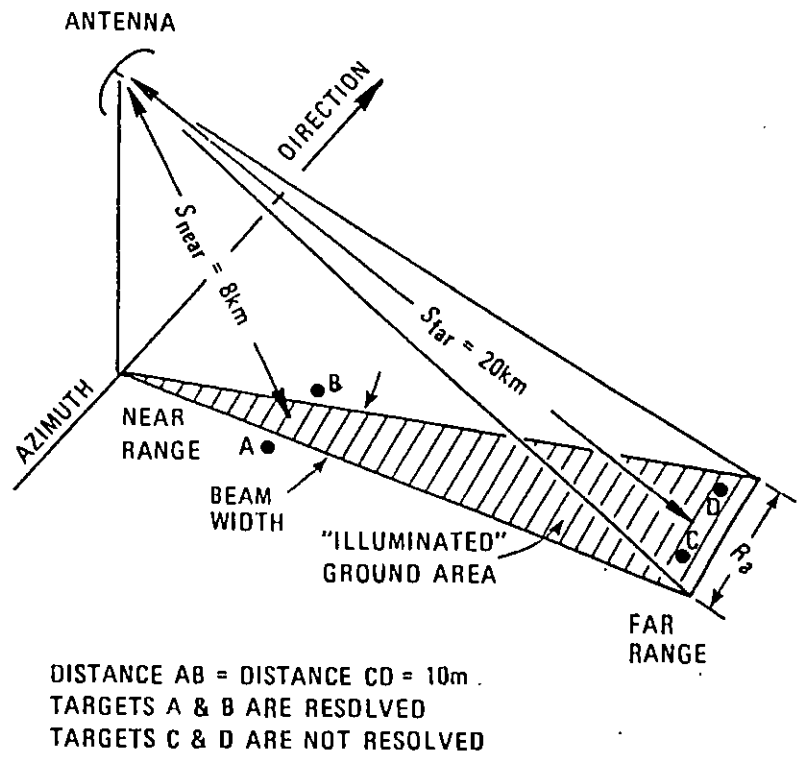 ANTENNA
DIRECTION
Snear = 8km
Sfar = 20km
B
AZIMUTH
NEAR
RANGE
A
BEAM
WIDTH
D
C
"ILLUMINATED"
GROUND AREA
Ra
FAR
RANGE
DISTANCE AB = DISTANCE CD = 10m.
TARGETS A & B ARE RESOLVED
TARGETS C & D ARE NOT RESOLVED